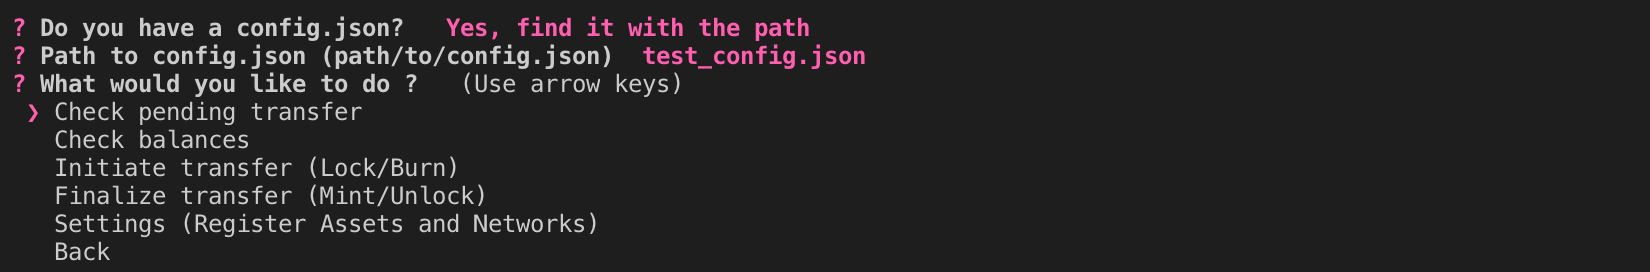 ? Do you have a config.json?   Yes, find it with the path
? Path to config.json (path/to/config.json)  test_config.json
? What would you like to do ?   (Use arrow keys)
❯ Check pending transfer
Check balances
Initiate transfer (Lock/Burn)
Finalize transfer (Mint/Unlock)
Settings (Register Assets and Networks)
Back